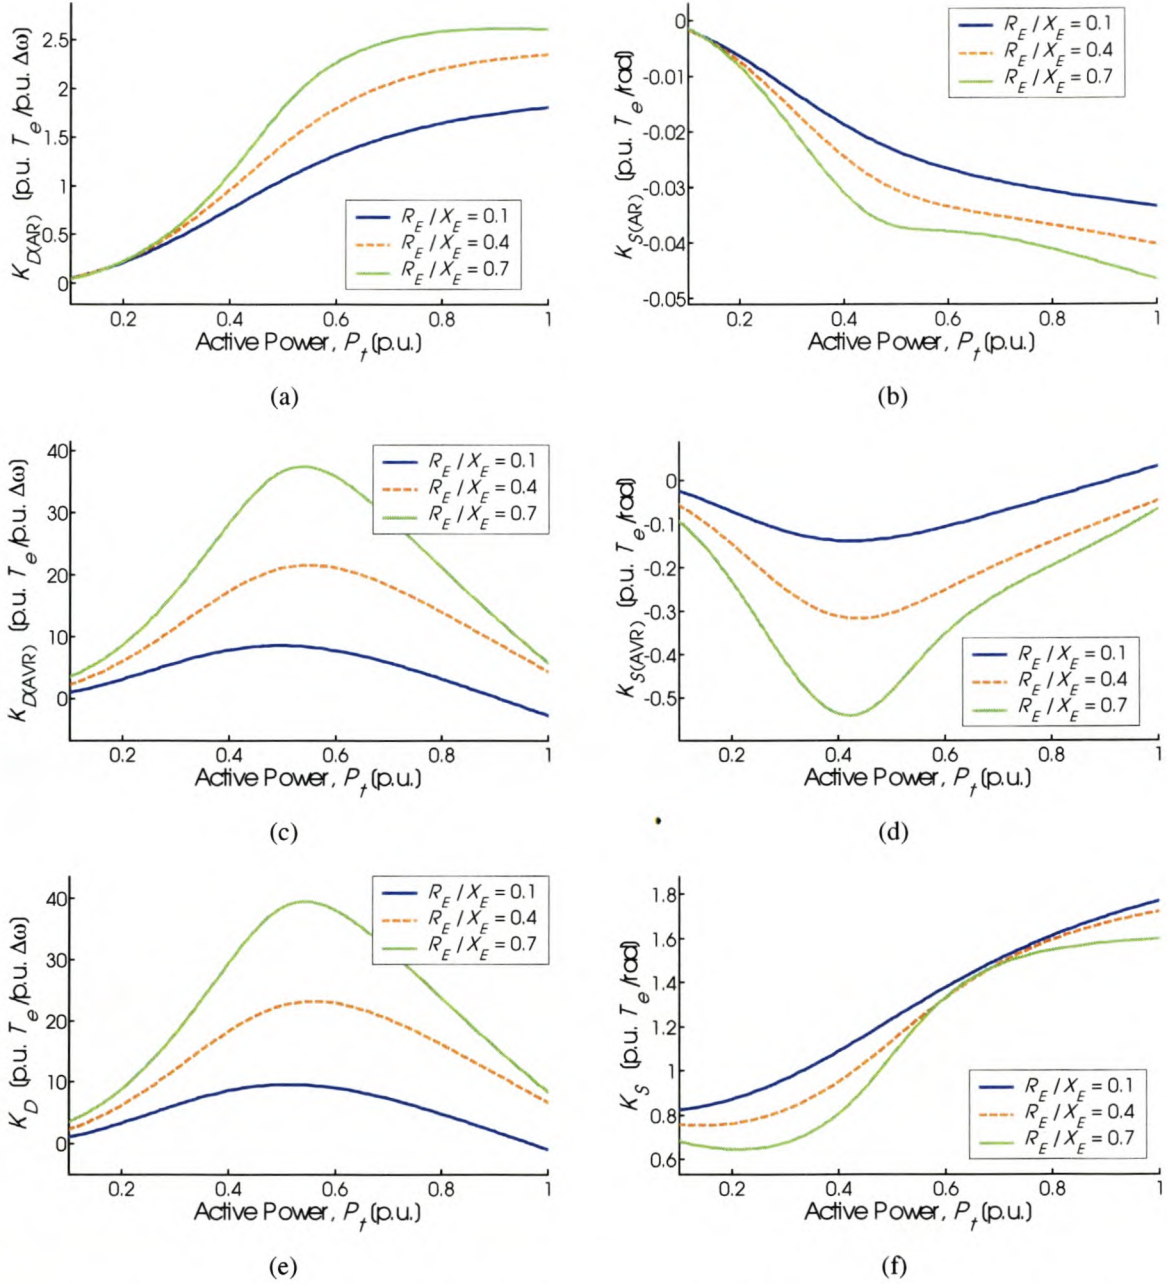 K_D(AR) (p.u. T_e/p.u. Δω)
2.5
2
1.5
1
0.5
0
R_E / X_E = 0.1
R_E / X_E = 0.4
R_E / X_E = 0.7
0.2 0.4 0.6 0.8 1
Active Power, P_t (p.u.)
(a)
K_S(AR) (p.u. T_e/rad)
0
-0.01
-0.02
-0.03
-0.04
-0.05
R_E / X_E = 0.1
R_E / X_E = 0.4
R_E / X_E = 0.7
0.2 0.4 0.6 0.8 1
Active Power, P_t (p.u.)
(b)
K_D(AVR) (p.u. T_e/p.u. Δω)
40
30
20
10
0
R_E / X_E = 0.1
R_E / X_E = 0.4
R_E / X_E = 0.7
0.2 0.4 0.6 0.8 1
Active Power, P_t (p.u.)
(c)
K_S(AVR) (p.u. T_e/rad)
0
-0.1
-0.2
-0.3
-0.4
-0.5
R_E / X_E = 0.1
R_E / X_E = 0.4
R_E / X_E = 0.7
0.2 0.4 0.6 0.8 1
Active Power, P_t (p.u.)
(d)
K_D (p.u. T_e/p.u. Δω)
40
30
20
10
0
R_E / X_E = 0.1
R_E / X_E = 0.4
R_E / X_E = 0.7
0.2 0.4 0.6 0.8 1
Active Power, P_t (p.u.)
(e)
K_S (p.u. T_e/rad)
1.8
1.6
1.4
1.2
1
0.8
0.6
R_E / X_E = 0.1
R_E / X_E = 0.4
R_E / X_E = 0.7
0.2 0.4 0.6 0.8 1
Active Power, P_t (p.u.)
(f)